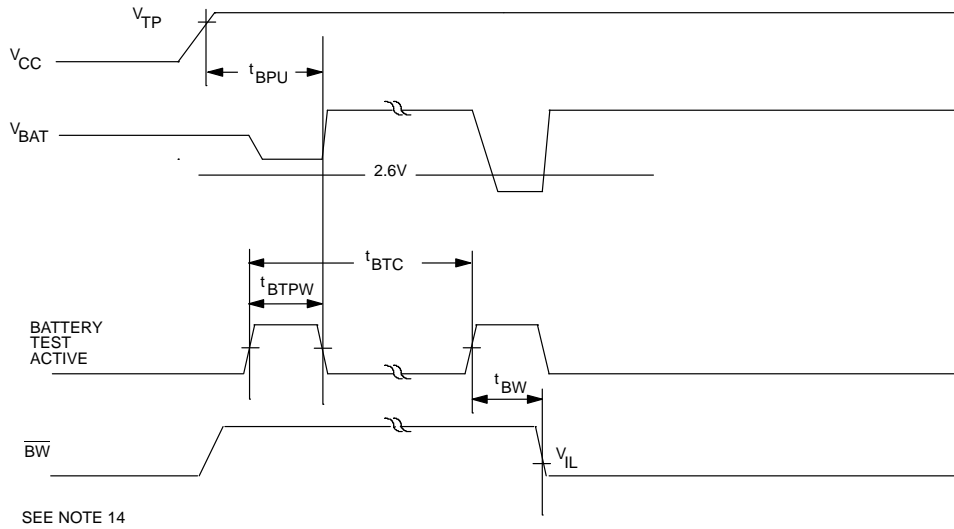 VTP
VCC
tBPU
VBAT
2.6V
tBTC
tBTPW
BATTERY
TEST
ACTIVE
tBW
BW
VIL
SEE NOTE 14